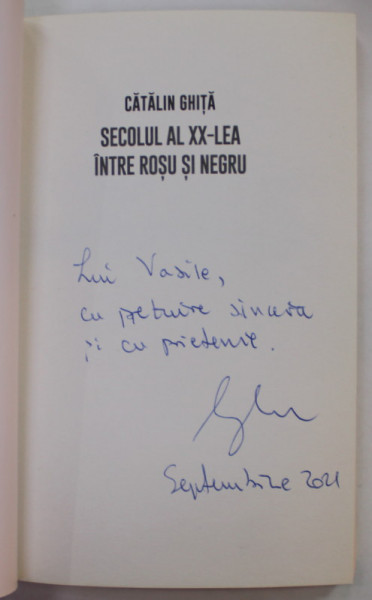 CĂTĂLIN GHIȚĂ
SECOLUL AL XX-LEA
ÎNTRE ROȘU ȘI NEGRU
Lui Vasile,
cu prețuire sinceră
și cu prietenie.
Septembrie 2021